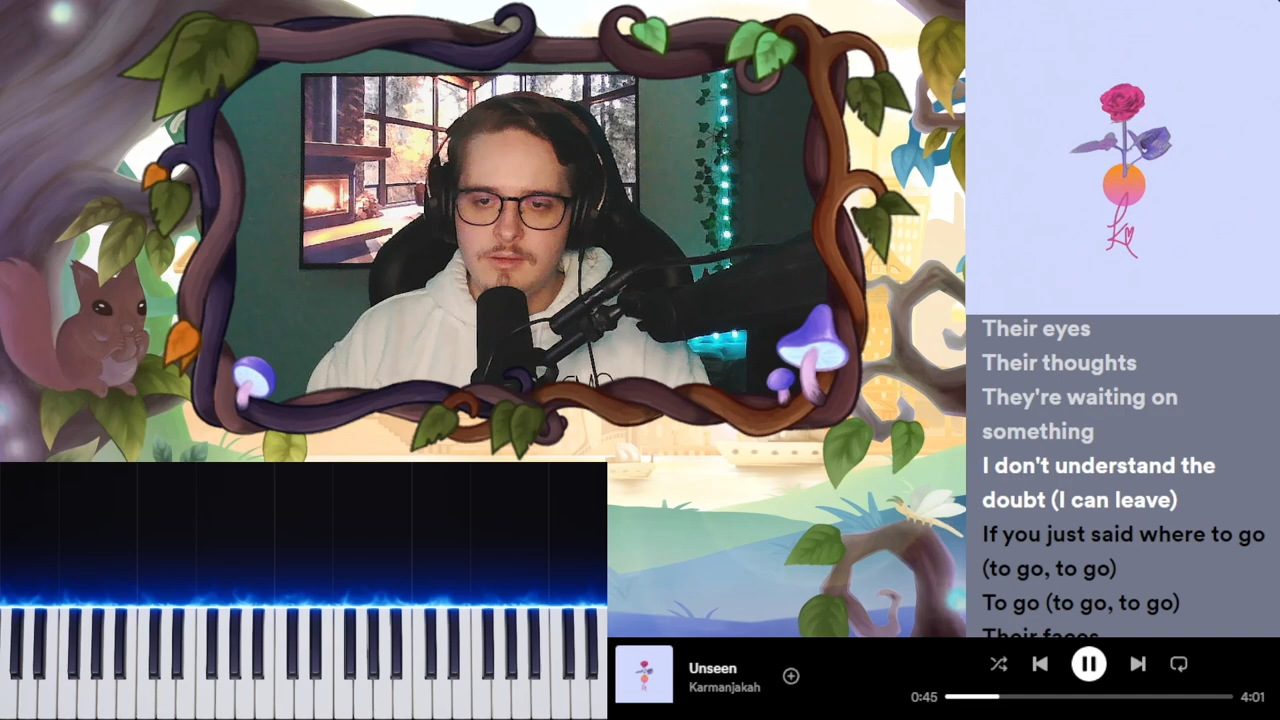 Their eyes
Their thoughts
They're waiting on
something
I don't understand the
doubt (I can leave)
If you just said where to go
(to go, to go)
To go (to go, to go)
Their faces
Unseen
Karmanjakah
0:45
4:01